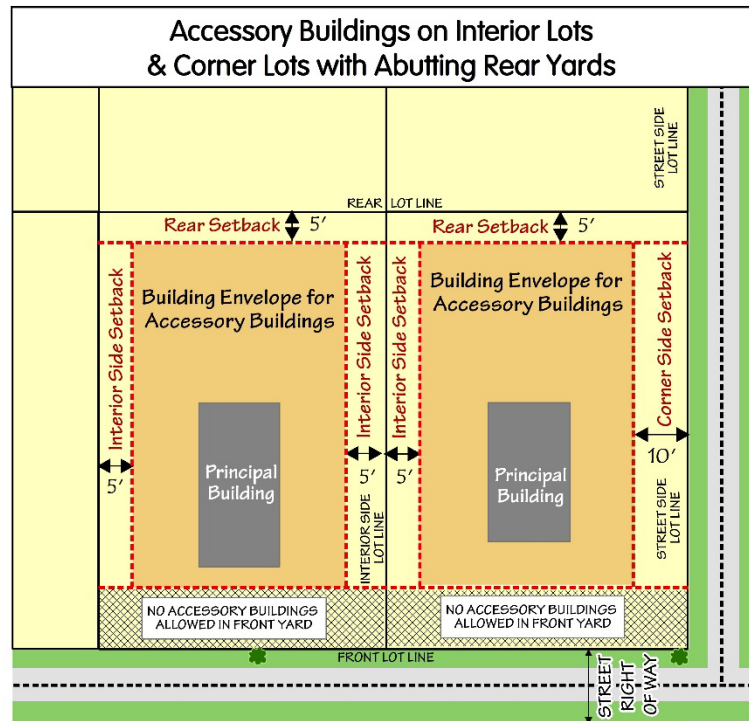 Accessory Buildings on Interior Lots
& Corner Lots with Abutting Rear Yards
STREET SIDE
LOT LINE
REAR LOT LINE
Rear Setback 5'
Rear Setback 5'
Interior Side Setback
Building Envelope for
Accessory Buildings
Interior Side Setback
Interior Side Setback
Building Envelope for
Accessory Buildings
Corner Side Setback
5'
Principal
Building
5'
5'
Principal
Building
10'
INTERIOR SIDE
LOT LINE
STREET SIDE
LOT LINE
NO ACCESSORY BUILDINGS
ALLOWED IN FRONT YARD
NO ACCESSORY BUILDINGS
ALLOWED IN FRONT YARD
FRONT LOT LINE
STREET
RIGHT
OF WAY